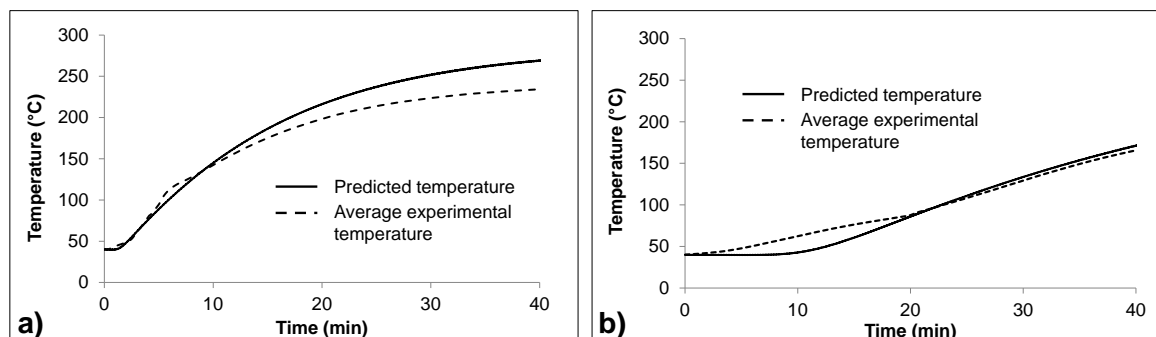 300
250
200
150
100
50
0
Temperature (°C)
Predicted temperature
Average experimental
temperature
0 10 20 30 40
Time (min)
a)
300
250
200
150
100
50
0
Temperature (°C)
Predicted temperature
Average experimental
temperature
0 10 20 30 40
Time (min)
b)